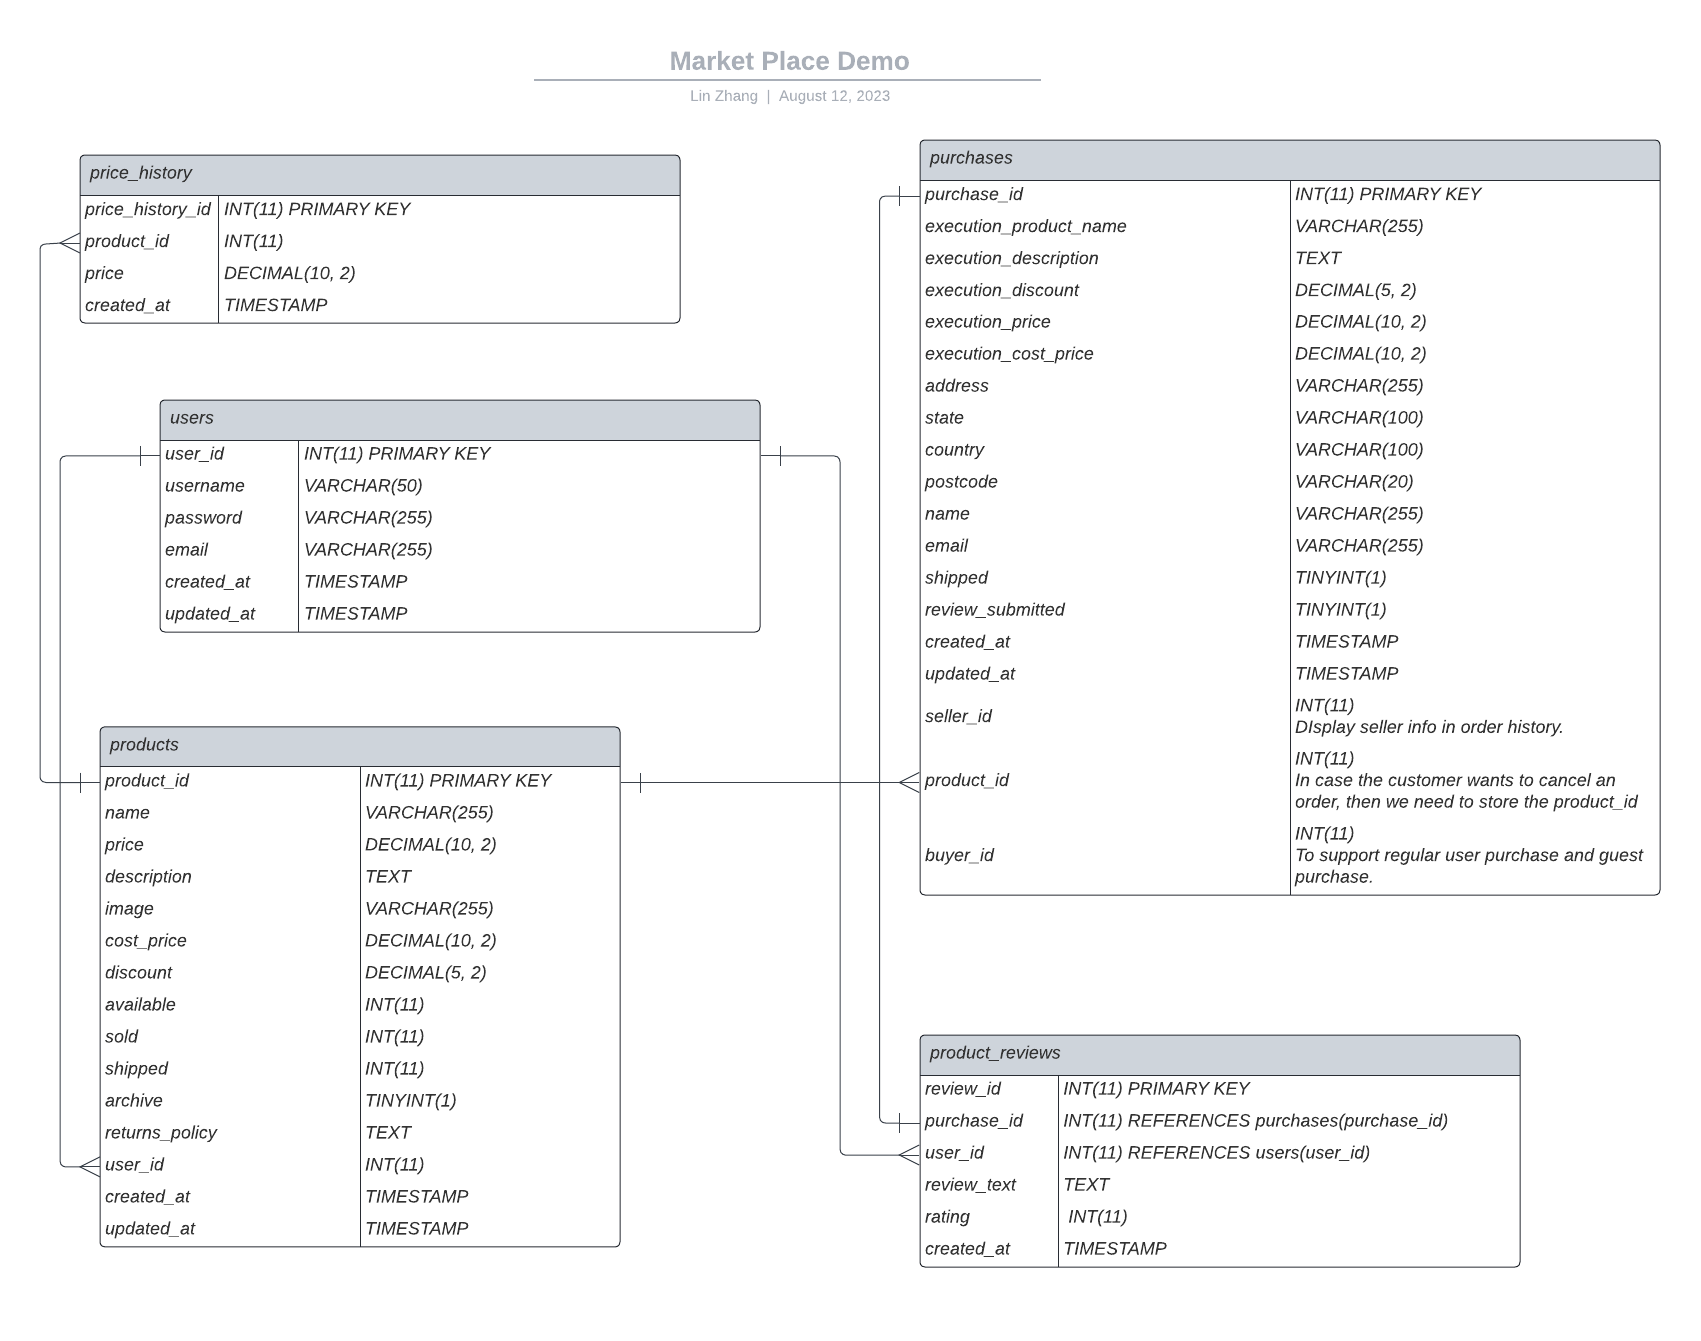 Market Place Demo
Lin Zhang | August 12, 2023
price_history
price_history_id INT(11) PRIMARY KEY
product_id INT(11)
price DECIMAL(10, 2)
created_at TIMESTAMP
users
user_id INT(11) PRIMARY KEY
username VARCHAR(50)
password VARCHAR(255)
email VARCHAR(255)
created_at TIMESTAMP
updated_at TIMESTAMP
products
product_id INT(11) PRIMARY KEY
name VARCHAR(255)
price DECIMAL(10, 2)
description TEXT
image VARCHAR(255)
cost_price DECIMAL(10, 2)
discount DECIMAL(5, 2)
available INT(11)
sold INT(11)
shipped INT(11)
archive TINYINT(1)
returns_policy TEXT
user_id INT(11)
created_at TIMESTAMP
updated_at TIMESTAMP
purchases
purchase_id INT(11) PRIMARY KEY
execution_product_name VARCHAR(255)
execution_description TEXT
execution_discount DECIMAL(5, 2)
execution_price DECIMAL(10, 2)
execution_cost_price DECIMAL(10, 2)
address VARCHAR(255)
state VARCHAR(100)
country VARCHAR(100)
postcode VARCHAR(20)
name VARCHAR(255)
email VARCHAR(255)
shipped TINYINT(1)
review_submitted TINYINT(1)
created_at TIMESTAMP
updated_at TIMESTAMP
seller_id INT(11)
DIsplay seller info in order history.
product_id INT(11)
In case the customer wants to cancel an
order, then we need to store the product_id
buyer_id INT(11)
To support regular user purchase and guest
purchase.
product_reviews
review_id INT(11) PRIMARY KEY
purchase_id INT(11) REFERENCES purchases(purchase_id)
user_id INT(11) REFERENCES users(user_id)
review_text TEXT
rating INT(11)
created_at TIMESTAMP